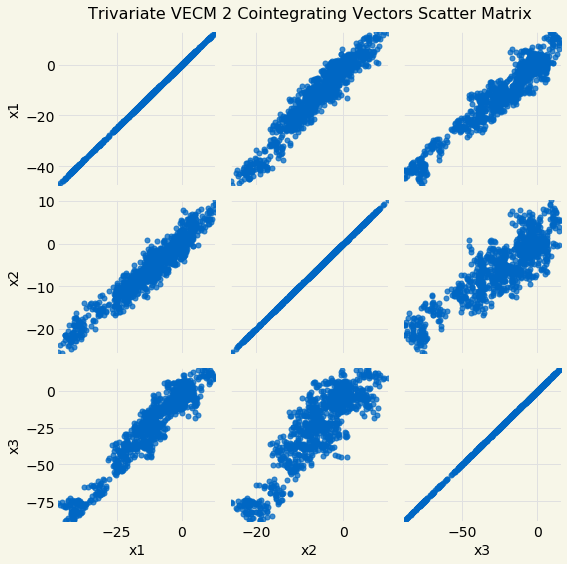 Trivariate VECM 2 Cointegrating Vectors Scatter Matrix
0
−20
−40
x1
10
0
−10
−20
x2
0
−25
−50
−75
x3
−25 0 −20 0 −50 0
x1 x2 x3